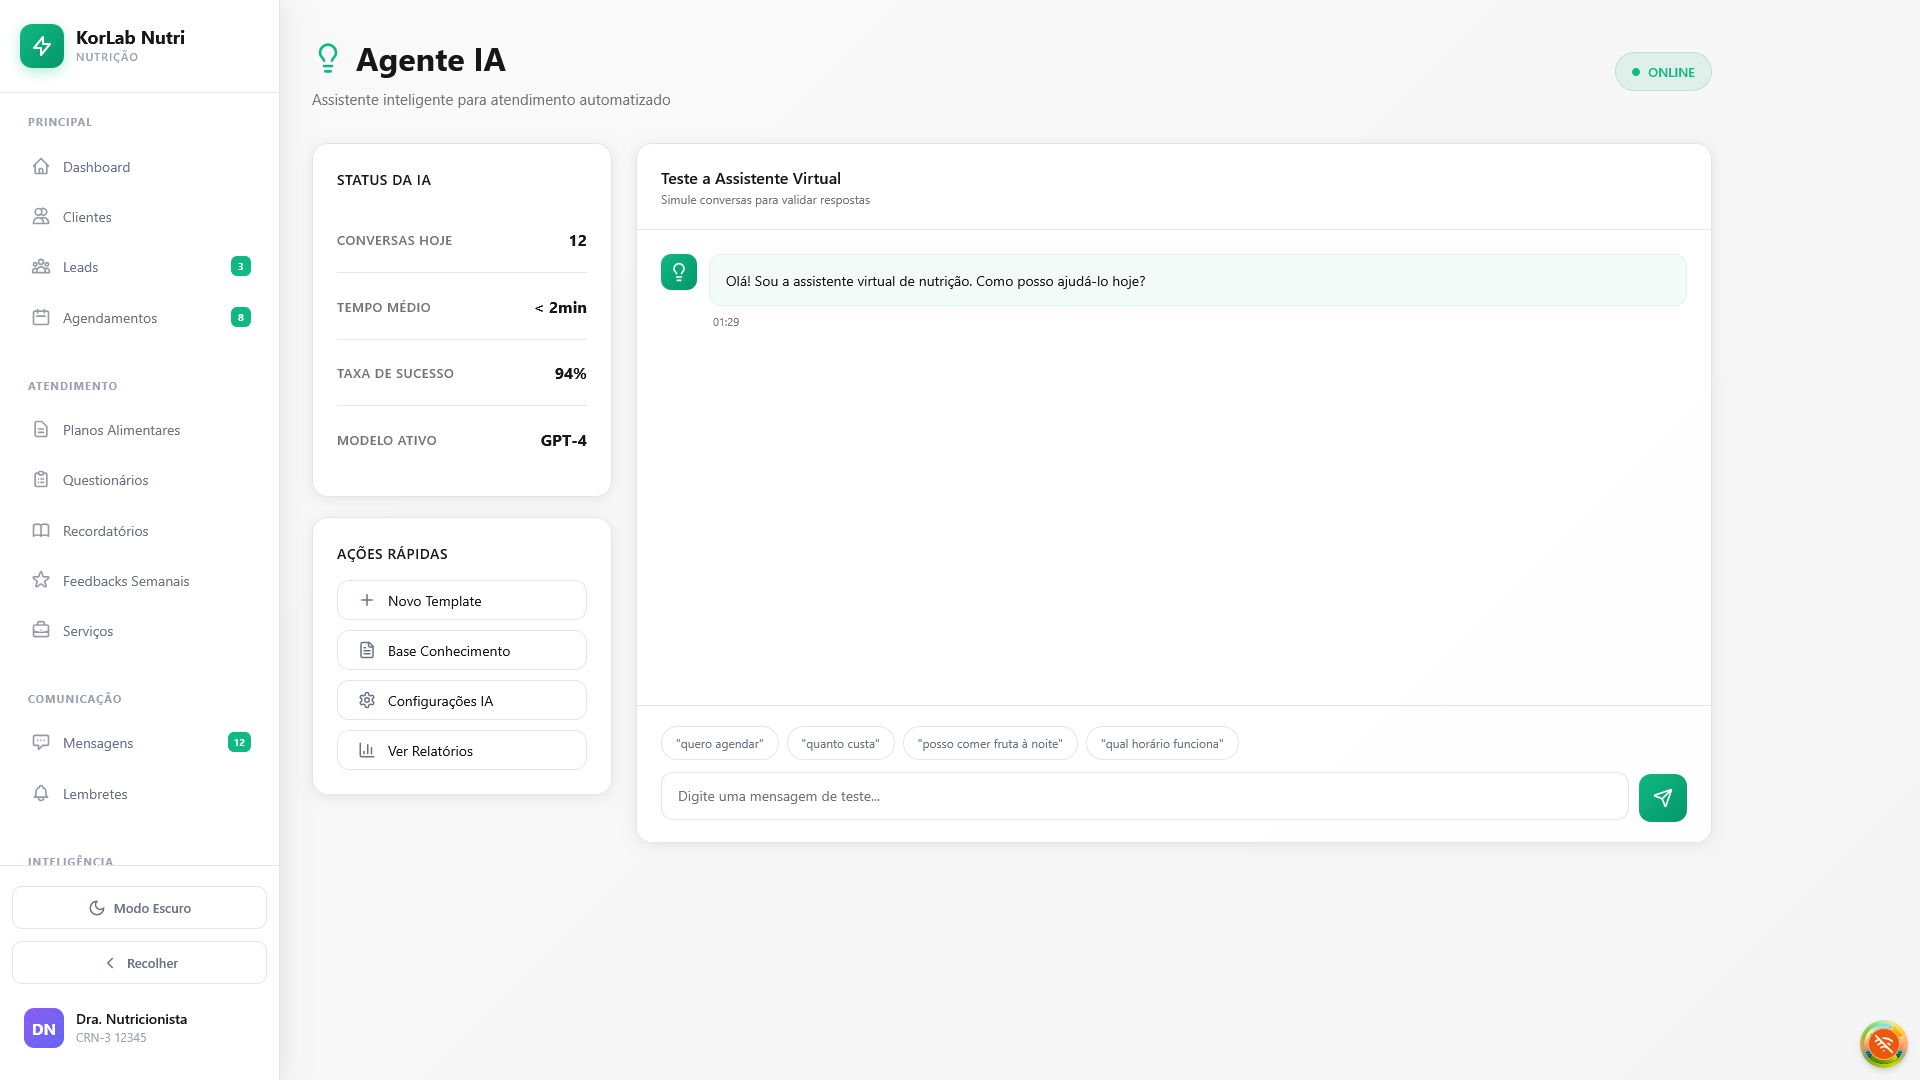 KorLab Nutri
NUTRIÇÃO
PRINCIPAL
Dashboard
Clientes
Leads 3
Agendamentos 8
ATENDIMENTO
Planos Alimentares
Questionários
Recordatórios
Feedbacks Semanais
Serviços
COMUNICAÇÃO
Mensagens 12
Lembretes
INTELIGÊNCIA
Modo Escuro
Recolher
DN
Dra. Nutricionista
CRN-3 12345
Agente IA
Assistente inteligente para atendimento automatizado
ONLINE
STATUS DA IA
CONVERSAS HOJE 12
TEMPO MÉDIO < 2min
TAXA DE SUCESSO 94%
MODELO ATIVO GPT-4
AÇÕES RÁPIDAS
Novo Template
Base Conhecimento
Configurações IA
Ver Relatórios
Teste a Assistente Virtual
Simule conversas para validar respostas
Olá! Sou a assistente virtual de nutrição. Como posso ajudá-lo hoje?
01:29
"quero agendar" "quanto custa" "posso comer fruta à noite" "qual horário funciona"
Digite uma mensagem de teste...